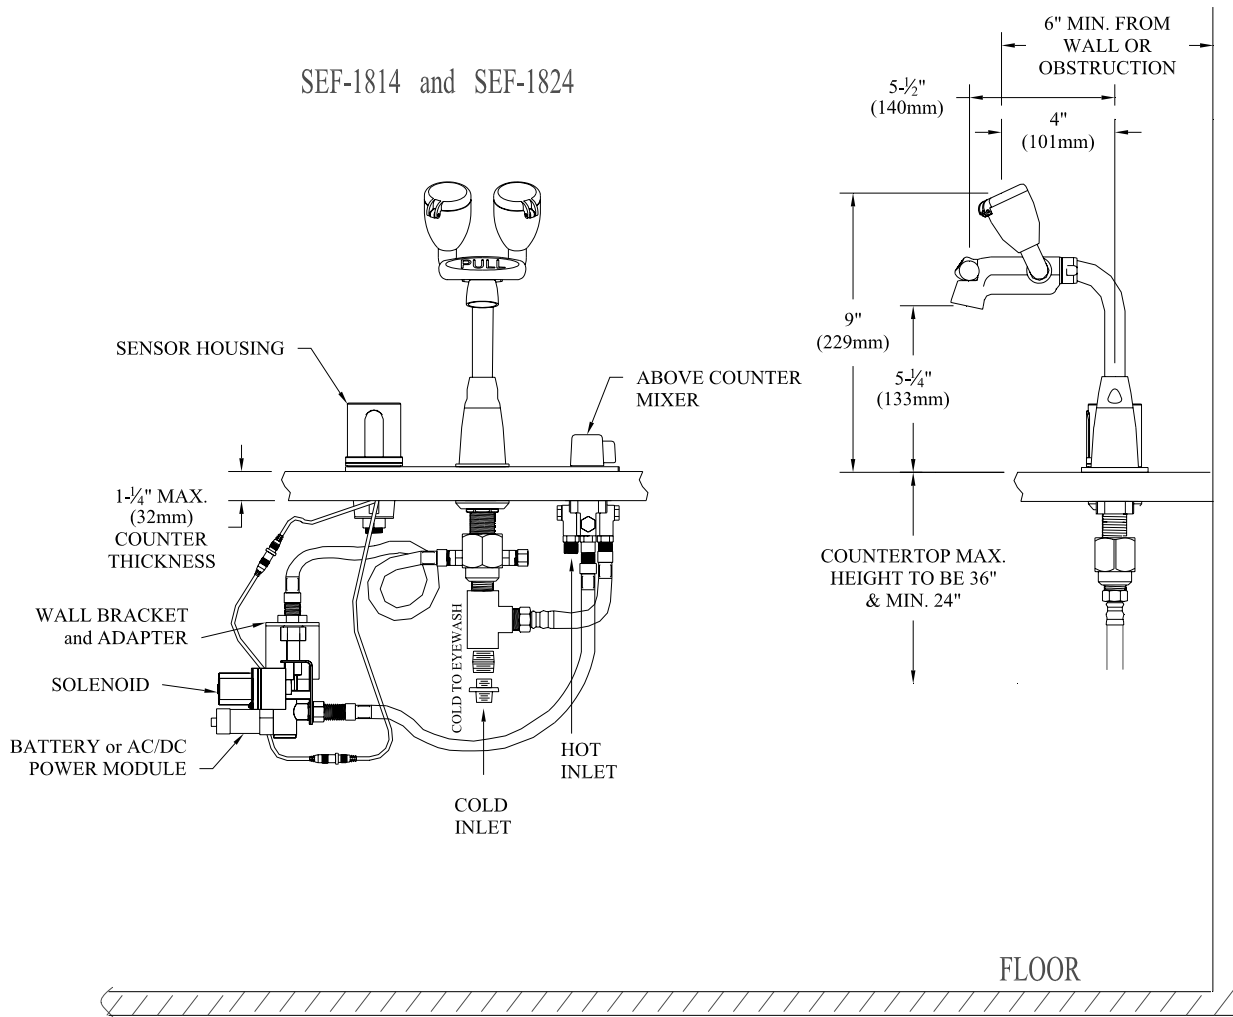 SEF-1814 and SEF-1824
6" MIN. FROM
WALL OR
OBSTRUCTION
5-½"
(140mm)
4"
(101mm)
PULL
9"
(229mm)
5-¼"
(133mm)
SENSOR HOUSING
ABOVE COUNTER
MIXER
1-¼" MAX.
(32mm)
COUNTER
THICKNESS
COUNTERTOP MAX.
HEIGHT TO BE 36"
& MIN. 24"
WALL BRACKET
and ADAPTER
COLD TO EYEWASH
SOLENOID
BATTERY or AC/DC
POWER MODULE
HOT
INLET
COLD
INLET
FLOOR